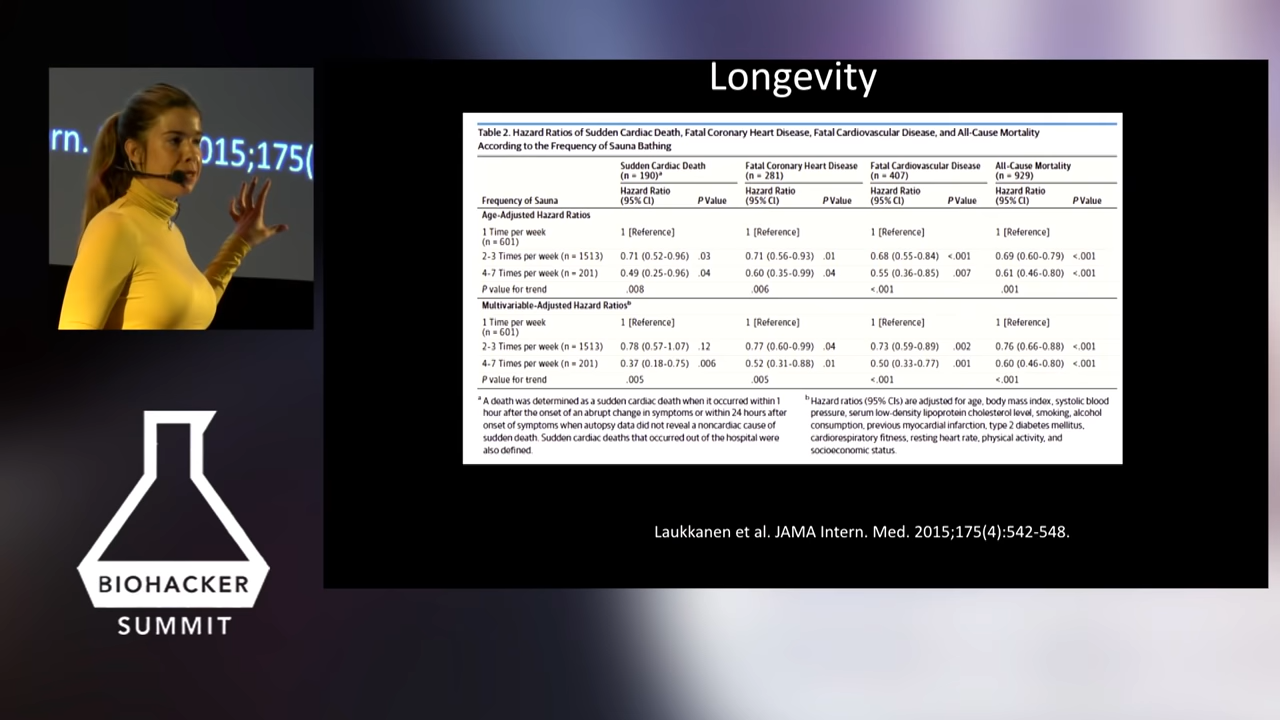 Longevity
rn. 015;175(
Table 2. Hazard Ratios of Sudden Cardiac Death, Fatal Coronary Heart Disease, Fatal Cardiovascular Disease, and All-Cause Mortality
According to the Frequency of Sauna Bathing
Sudden Cardiac Death Fatal Coronary Heart Disease Fatal Cardiovascular Disease All-Cause Mortality
(n = 190)ª (n = 281) (n = 407) (n = 929)
Hazard Ratio Hazard Ratio Hazard Ratio Hazard Ratio
Frequency of Sauna (95% CI) P Value (95% CI) P Value (95% CI) P Value (95% CI) P Value
Age-Adjusted Hazard Ratios
1 Time per week 1 [Reference] 1 [Reference] 1 [Reference] 1 [Reference]
(n = 601)
2-3 Times per week (n = 1513) 0.71 (0.52-0.96) .03 0.71 (0.56-0.93) .01 0.68 (0.55-0.84) <.001 0.69 (0.60-0.79) <.001
4-7 Times per week (n = 201) 0.49 (0.25-0.96) .04 0.60 (0.35-0.99) .04 0.55 (0.36-0.85) .007 0.61 (0.46-0.80) <.001
P value for trend .008 .006 <.001 .001
Multivariable-Adjusted Hazard Ratiosᵇ
1 Time per week 1 [Reference] 1 [Reference] 1 [Reference] 1 [Reference]
(n = 601)
2-3 Times per week (n = 1513) 0.78 (0.57-1.07) .12 0.77 (0.60-0.99) .04 0.73 (0.59-0.89) .002 0.76 (0.66-0.88) <.001
4-7 Times per week (n = 201) 0.37 (0.18-0.75) .006 0.52 (0.31-0.88) .01 0.50 (0.33-0.77) .001 0.60 (0.46-0.80) <.001
P value for trend .005 .005 <.001 <.001
ª A death was determined as a sudden cardiac death when it occurred within 1
hour after the onset of an abrupt change in symptoms or within 24 hours after
onset of symptoms when autopsy data did not reveal a noncardiac cause of
sudden death. Sudden cardiac deaths that occurred out of the hospital were
also defined.
ᵇ Hazard ratios (95% CIs) are adjusted for age, body mass index, systolic blood
pressure, serum low-density lipoprotein cholesterol level, smoking, alcohol
consumption, previous myocardial infarction, type 2 diabetes mellitus,
cardiorespiratory fitness, resting heart rate, physical activity, and
socioeconomic status.
Laukkanen et al. JAMA Intern. Med. 2015;175(4):542-548.
BIOHACKER
SUMMIT